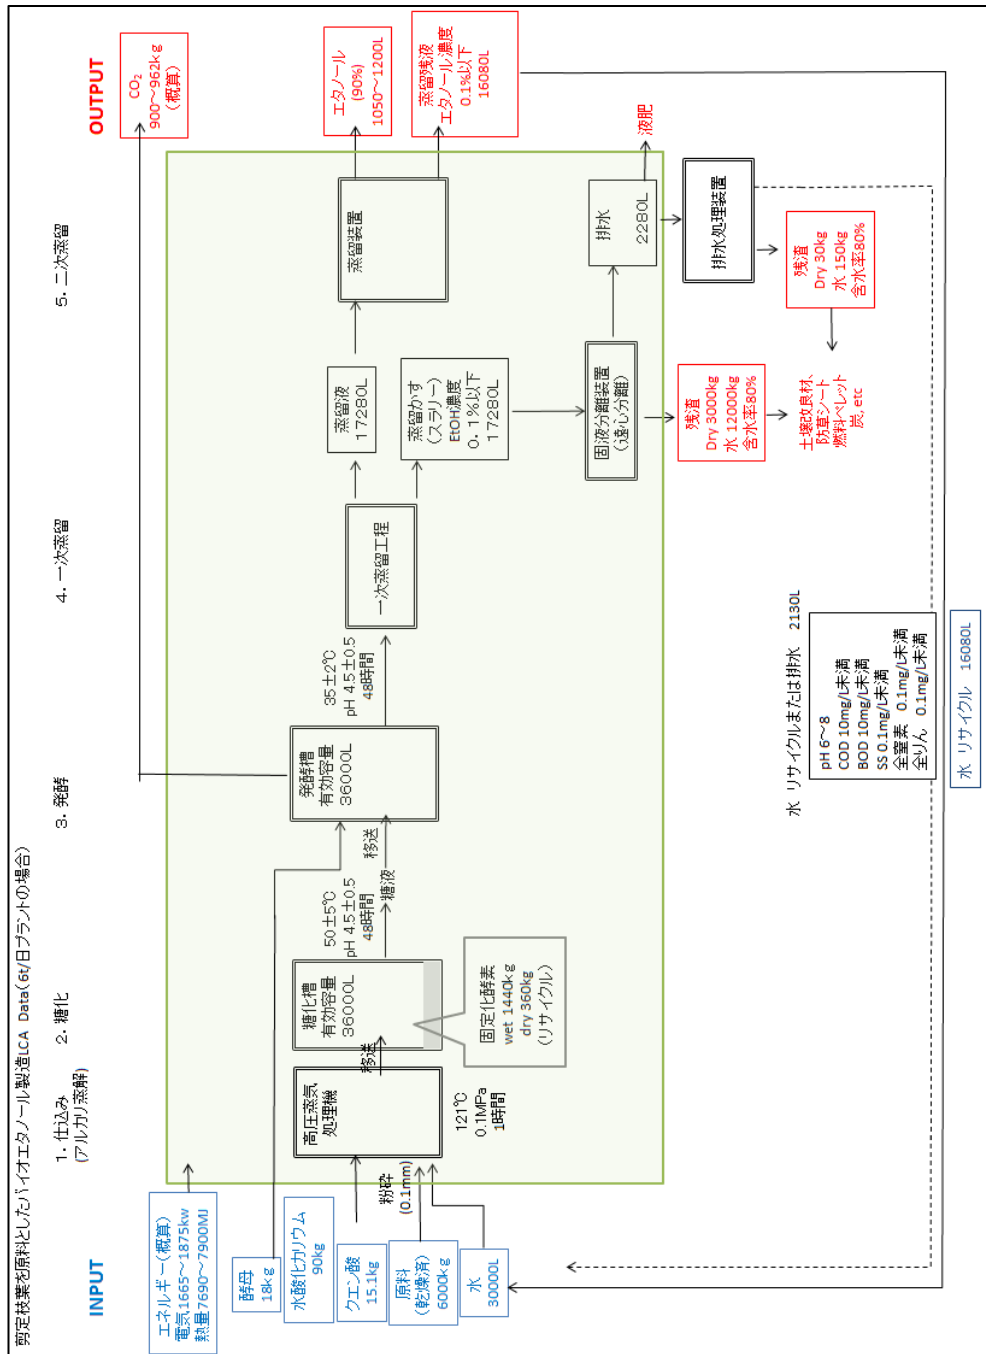 剪定枝葉を原料としたバイオエタノール製造LCA Data(6t/日プラントの場合)
1. 仕込み
(アルカリ蒸解)
2. 糖化
3. 発酵
4. 一次蒸留
5. 二次蒸留
INPUT
OUTPUT
エネルギー(概算)
電気1665～1875kw
熱量7690～7900MJ
酵母
18kg
水酸化カリウム
90kg
クエン酸
15.1kg
原料
(乾燥済)
6000kg
水
30000L
粉砕
(0.1mm)
高圧蒸気
処理機
121℃
0.1MPa
1時間
移送
糖化槽
有効容量
36000L
固定化酵素
wet 1440kg
dry 360kg
(リサイクル)
50±5℃
pH 4.5±0.5
48時間
糖液
移送
発酵槽
有効容量
36000L
35±2℃
pH 4.5±0.5
48時間
一次蒸留工程
蒸留液
17280L
蒸留かす
(スラリー)
EtOH濃度
0.1%以下
17280L
蒸留装置
固液分離装置
(遠心分離)
排水
2280L
CO₂
900～962kg
(概算)
エタノール
(90%)
1050～1200L
蒸留残液
エタノール濃度
0.1%以下
16080L
液肥
排水処理装置
残渣
Dry 30kg
水 150kg
含水率80%
残渣
Dry 3000kg
水 12000kg
含水率80%
土壌改良材、
防草シート
燃料ペレット
炭, etc
水 リサイクルまたは排水 2130L
pH 6～8
COD 10mg/L未満
BOD 10mg/L未満
SS 0.1mg/L未満
全窒素 0.1mg/L未満
全りん 0.1mg/L未満
水 リサイクル 16080L